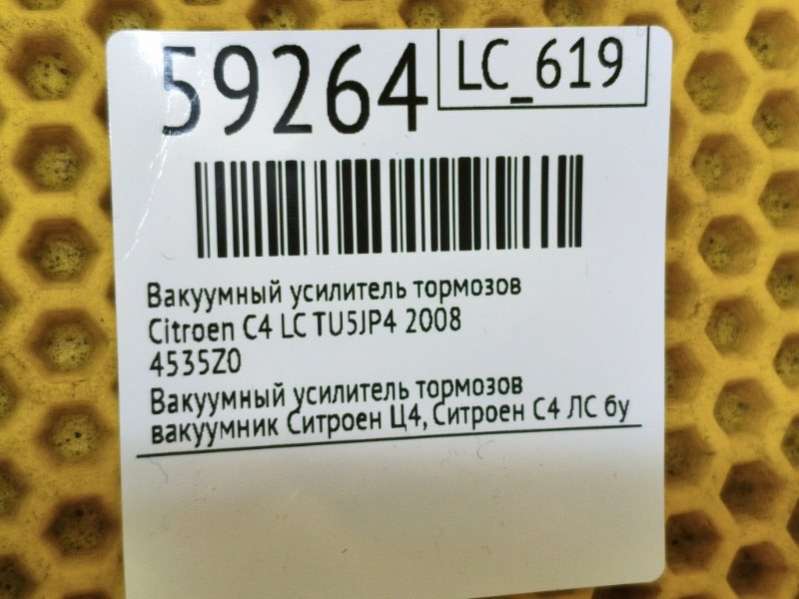 59264
LC_619
Вакуумный усилитель тормозов
Citroen C4 LC TU5JP4 2008
4535Z0
Вакуумный усилитель тормозов
вакуумник Ситроен Ц4, Ситроен С4 ЛС бу